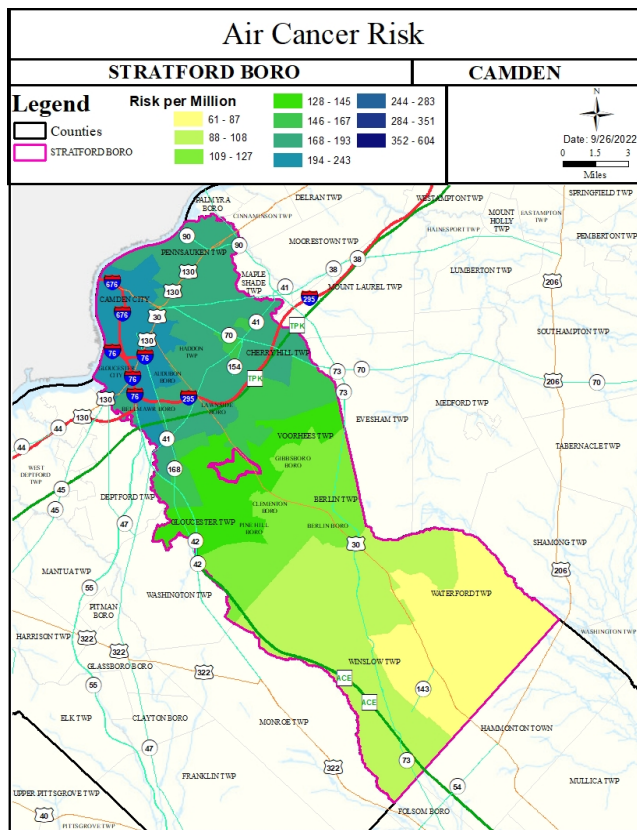 Air Cancer Risk
STRATFORD BORO
CAMDEN
Legend
Counties
STRATFORD BORO
Risk per Million
61 - 87
88 - 108
109 - 127
128 - 145
146 - 167
168 - 193
194 - 243
244 - 283
284 - 351
352 - 604
N
Date: 9/26/2022
0 1.5 3
Miles
PALMYRA
BORO
DELRAN TWP
CINNAMINSON TWP
WESTAMPTON TWP
SPRINGFIELD TWP
MOUNT
HOLLY
TWP
EASTAMPTON
TWP
HAINESPORT TWP
PEMBERTON TWP
90
90
PENNSAUKEN TWP
MOORESTOWN TWP
38
38
130
MAPLE
SHADE
TWP
LUMBERTON TWP
206
676
41
MOUNT LAUREL TWP
CAMDEN CITY
130
295
676
30
41
TPK
SOUTHAMPTON TWP
70
130
HADDON
TWP
CHERRY HILL TWP
76
76
154
73
70
206
70
GLOUCESTER
CITY
AUDUBON
BORO
76
TPK
73
MEDFORD TWP
130
76
295
BELLMAWR BORO
LAWNSIDE
BORO
EVESHAM TWP
130
44
41
VOORHEES TWP
TABERNACLE TWP
44
168
GIBBSBORO
BORO
WEST
DEPTFORD TWP
45
DEPTFORD TWP
BERLIN TWP
45
47
CLEMENTON
BORO
GLOUCESTER TWP
PINE HILL
BORO
BERLIN BORO
42
30
SHAMONG TWP
42
206
MANTUA TWP
55
WASHINGTON TWP
WATERFORD TWP
PITMAN
BORO
WASHINGTON TWP
HARRISON TWP
322
322
GLASSBORO BORO
322
WINSLOW TWP
ACE
143
55
ACE
ELK TWP
CLAYTON BORO
MONROE TWP
HAMMONTON TOWN
47
322
73
54
MULLICA TWP
FRANKLIN TWP
UPPER PITTSGROVE TWP
FOLSOM BORO
40
PITTSGROVE TWP